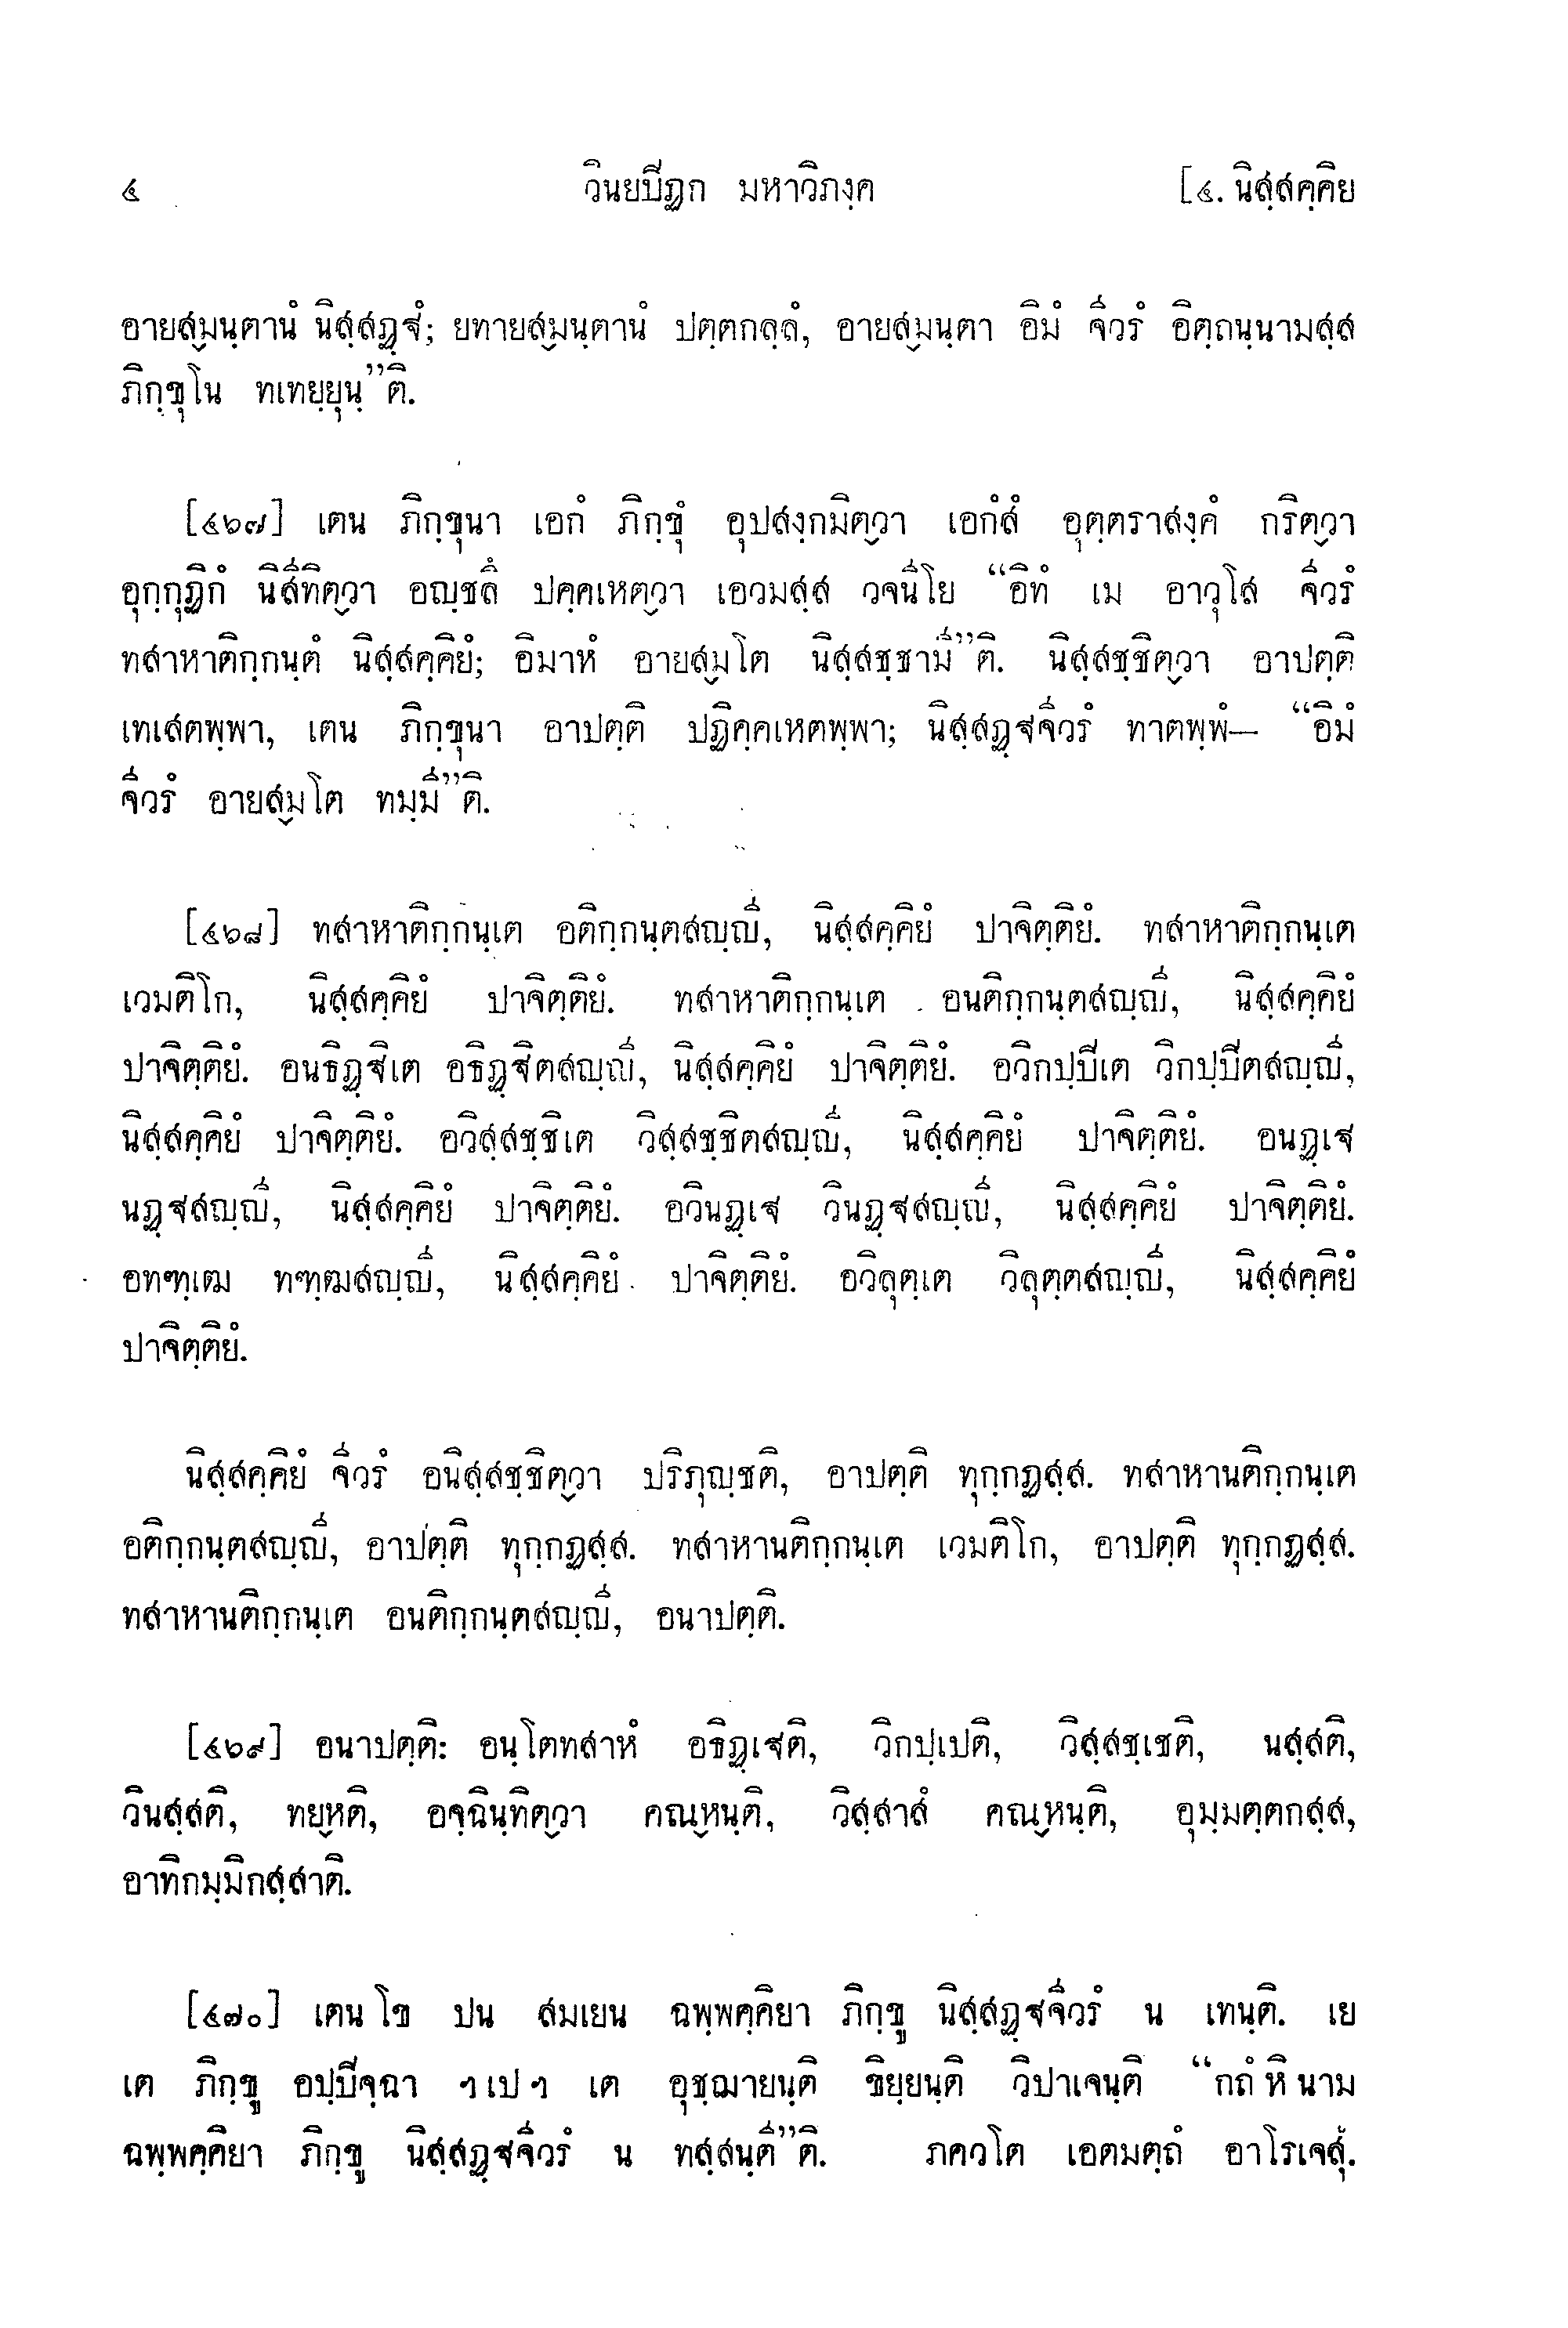 ๔ วินยปิฏก มหาวิภงฺค [๔. นิสฺสคฺคิย
อายสฺมนฺตานํ นิสฺสฏฺฐํ; ยทายสฺมนฺตานํ ปตฺตกลฺลํ, อายสฺมนฺตา อิมํ จีวรํ อิตฺถนฺนามสฺส
ภิกฺขุโน ทเทยฺยุนฺ”ติ.
[๔๖๗] เตน ภิกฺขุนา เอกํ ภิกฺขุํ อุปสงฺกมิตฺวา เอกํสํ อุตฺตราสงฺคํ กริตฺวา
อุกฺกุฏิกํ นิสีทิตฺวา อญฺชลึ ปคฺคเหตฺวา เอวมสฺส วจนีโย “อิทํ เม อาวุโส จีวรํ
ทสาหาติกฺกนฺตํ นิสฺสคฺคิยํ; อิมาหํ อายสฺมโต นิสฺสชฺชามี”ติ. นิสฺสชฺชิตฺวา อาปตฺติ
เทเสตพฺพา, เตน ภิกฺขุนา อาปตฺติ ปฏิคฺคเหตพฺพา; นิสฺสฏฺฐจีวรํ ทาตพฺพํ— “อิมํ
จีวรํ อายสฺมโต ทมฺมี”ติ.
[๔๖๘] ทสาหาติกฺกนฺเต อติกฺกนฺตสญฺญี, นิสฺสคฺคิยํ ปาจิตฺติยํ. ทสาหาติกฺกนฺเต
เวมติโก, นิสฺสคฺคิยํ ปาจิตฺติยํ. ทสาหาติกฺกนฺเต อนติกฺกนฺตสญฺญี, นิสฺสคฺคิยํ
ปาจิตฺติยํ. อนธิฏฺฐิเต อธิฏฺฐิตสญฺญี, นิสฺสคฺคิยํ ปาจิตฺติยํ. อวิกปฺปิเต วิกปฺปิตสญฺญี,
นิสฺสคฺคิยํ ปาจิตฺติยํ. อวิสฺสชฺชิเต วิสฺสชฺชิตสญฺญี, นิสฺสคฺคิยํ ปาจิตฺติยํ. อนฏฺเฐ
นฏฺฐสญฺญี, นิสฺสคฺคิยํ ปาจิตฺติยํ. อวินฏฺเฐ วินฏฺฐสญฺญี, นิสฺสคฺคิยํ ปาจิตฺติยํ.
อทฑฺเฒ ทฑฺฒสญฺญี, นิสฺสคฺคิยํ ปาจิตฺติยํ. อวิลุตฺเต วิลุตฺตสญฺญี, นิสฺสคฺคิยํ
ปาจิตฺติยํ.
นิสฺสคฺคิยํ จีวรํ อนิสฺสชฺชิตฺวา ปริภุญฺชติ, อาปตฺติ ทุกฺกฏสฺส. ทสาหานติกฺกนฺเต
อติกฺกนฺตสญฺญี, อาปตฺติ ทุกฺกฏสฺส. ทสาหานติกฺกนฺเต เวมติโก, อาปตฺติ ทุกฺกฏสฺส.
ทสาหานติกฺกนฺเต อนติกฺกนฺตสญฺญี, อนาปตฺติ.
[๔๖๙] อนาปตฺติ: อนฺโตทสาหํ อธิฏฺเฐติ, วิกปฺเปติ, วิสฺสชฺเชติ, นสฺสติ,
วินสฺสติ, ทยฺหติ, อจฺฉินฺทิตฺวา คณฺหนฺติ, วิสฺสาสํ คณฺหนฺติ, อุมฺมตฺตกสฺส,
อาทิกมฺมิกสฺสาติ.
[๔๗๐] เตน โข ปน สมเยน ฉพฺพคฺคิยา ภิกฺขู นิสฺสฏฺฐจีวรํ น เทนฺติ. เย
เต ภิกฺขู อปฺปิจฺฉา ฯเปฯ เต อุชฺฌายนฺติ ขิยฺยนฺติ วิปาเจนฺติ “กถํ หิ นาม
ฉพฺพคฺคิยา ภิกฺขู นิสฺสฏฺฐจีวรํ น ทสฺสนฺตี”ติ. ภควโต เอตมตฺถํ อาโรเจสุํ.